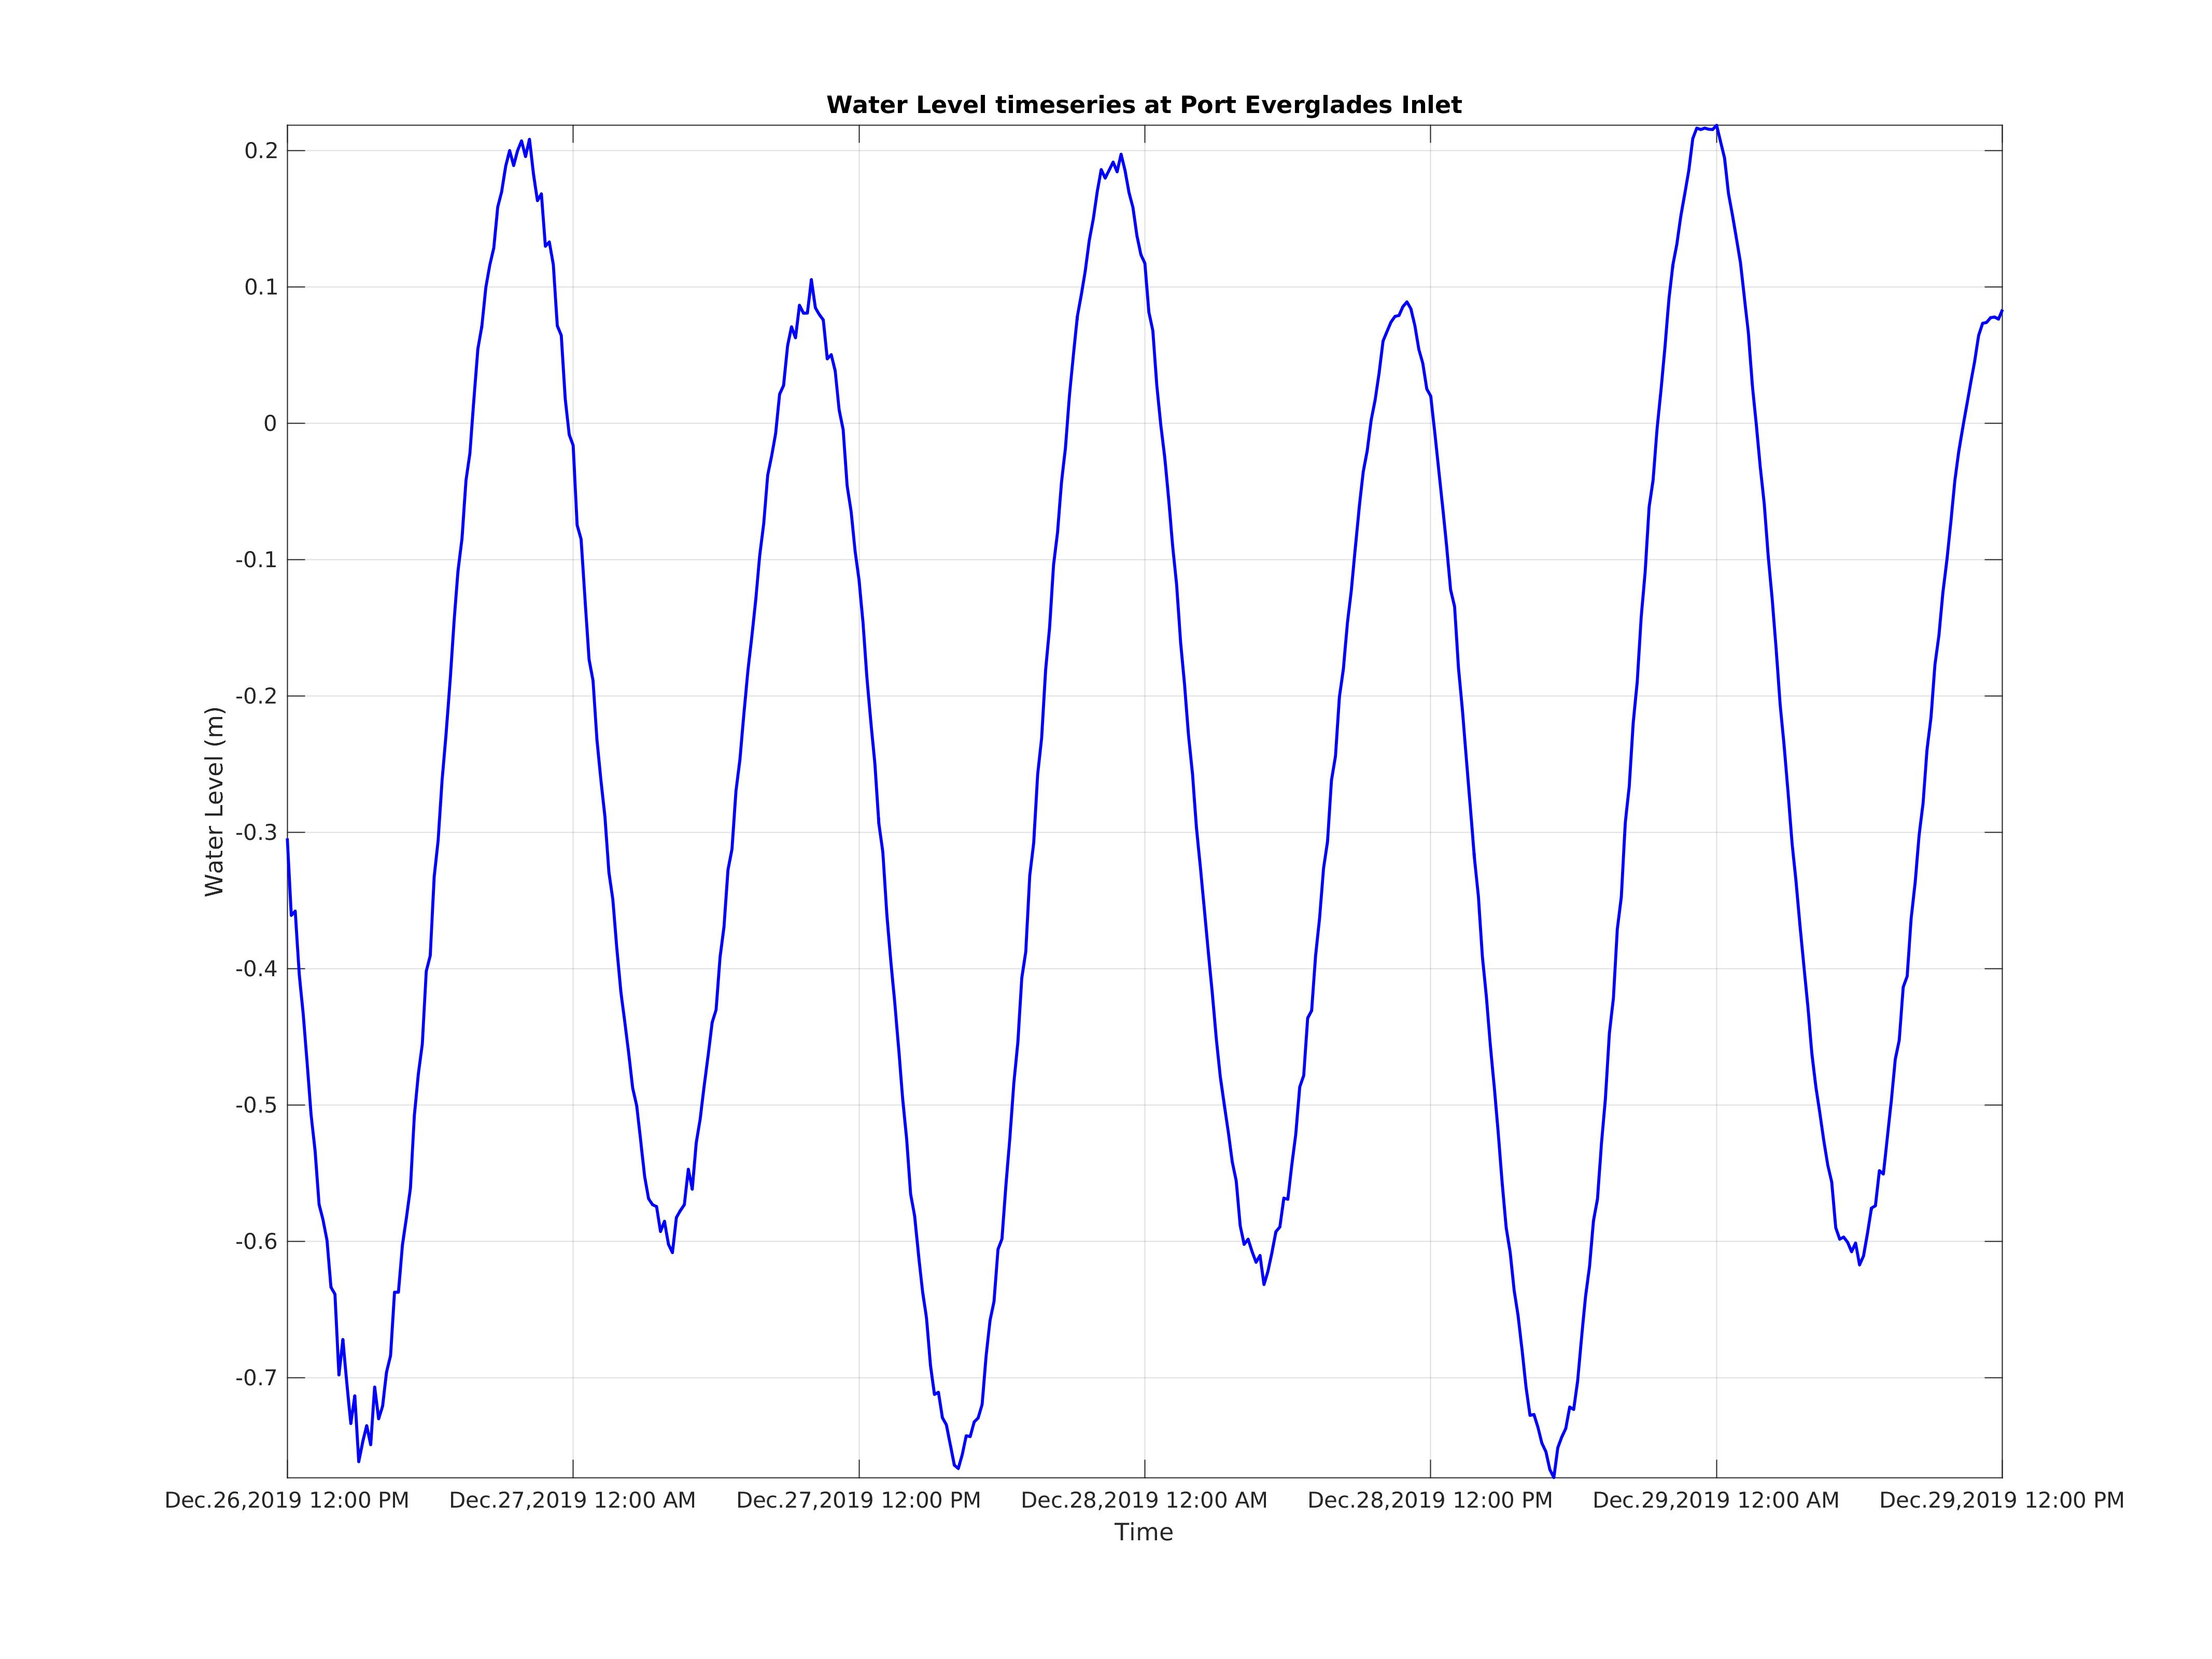 Water Level timeseries at Port Everglades Inlet
0.2
0.1
0
-0.1
-0.2
-0.3
-0.4
-0.5
-0.6
-0.7
Water Level (m)
Dec.26,2019 12:00 PM
Dec.27,2019 12:00 AM
Dec.27,2019 12:00 PM
Dec.28,2019 12:00 AM
Dec.28,2019 12:00 PM
Dec.29,2019 12:00 AM
Dec.29,2019 12:00 PM
Time